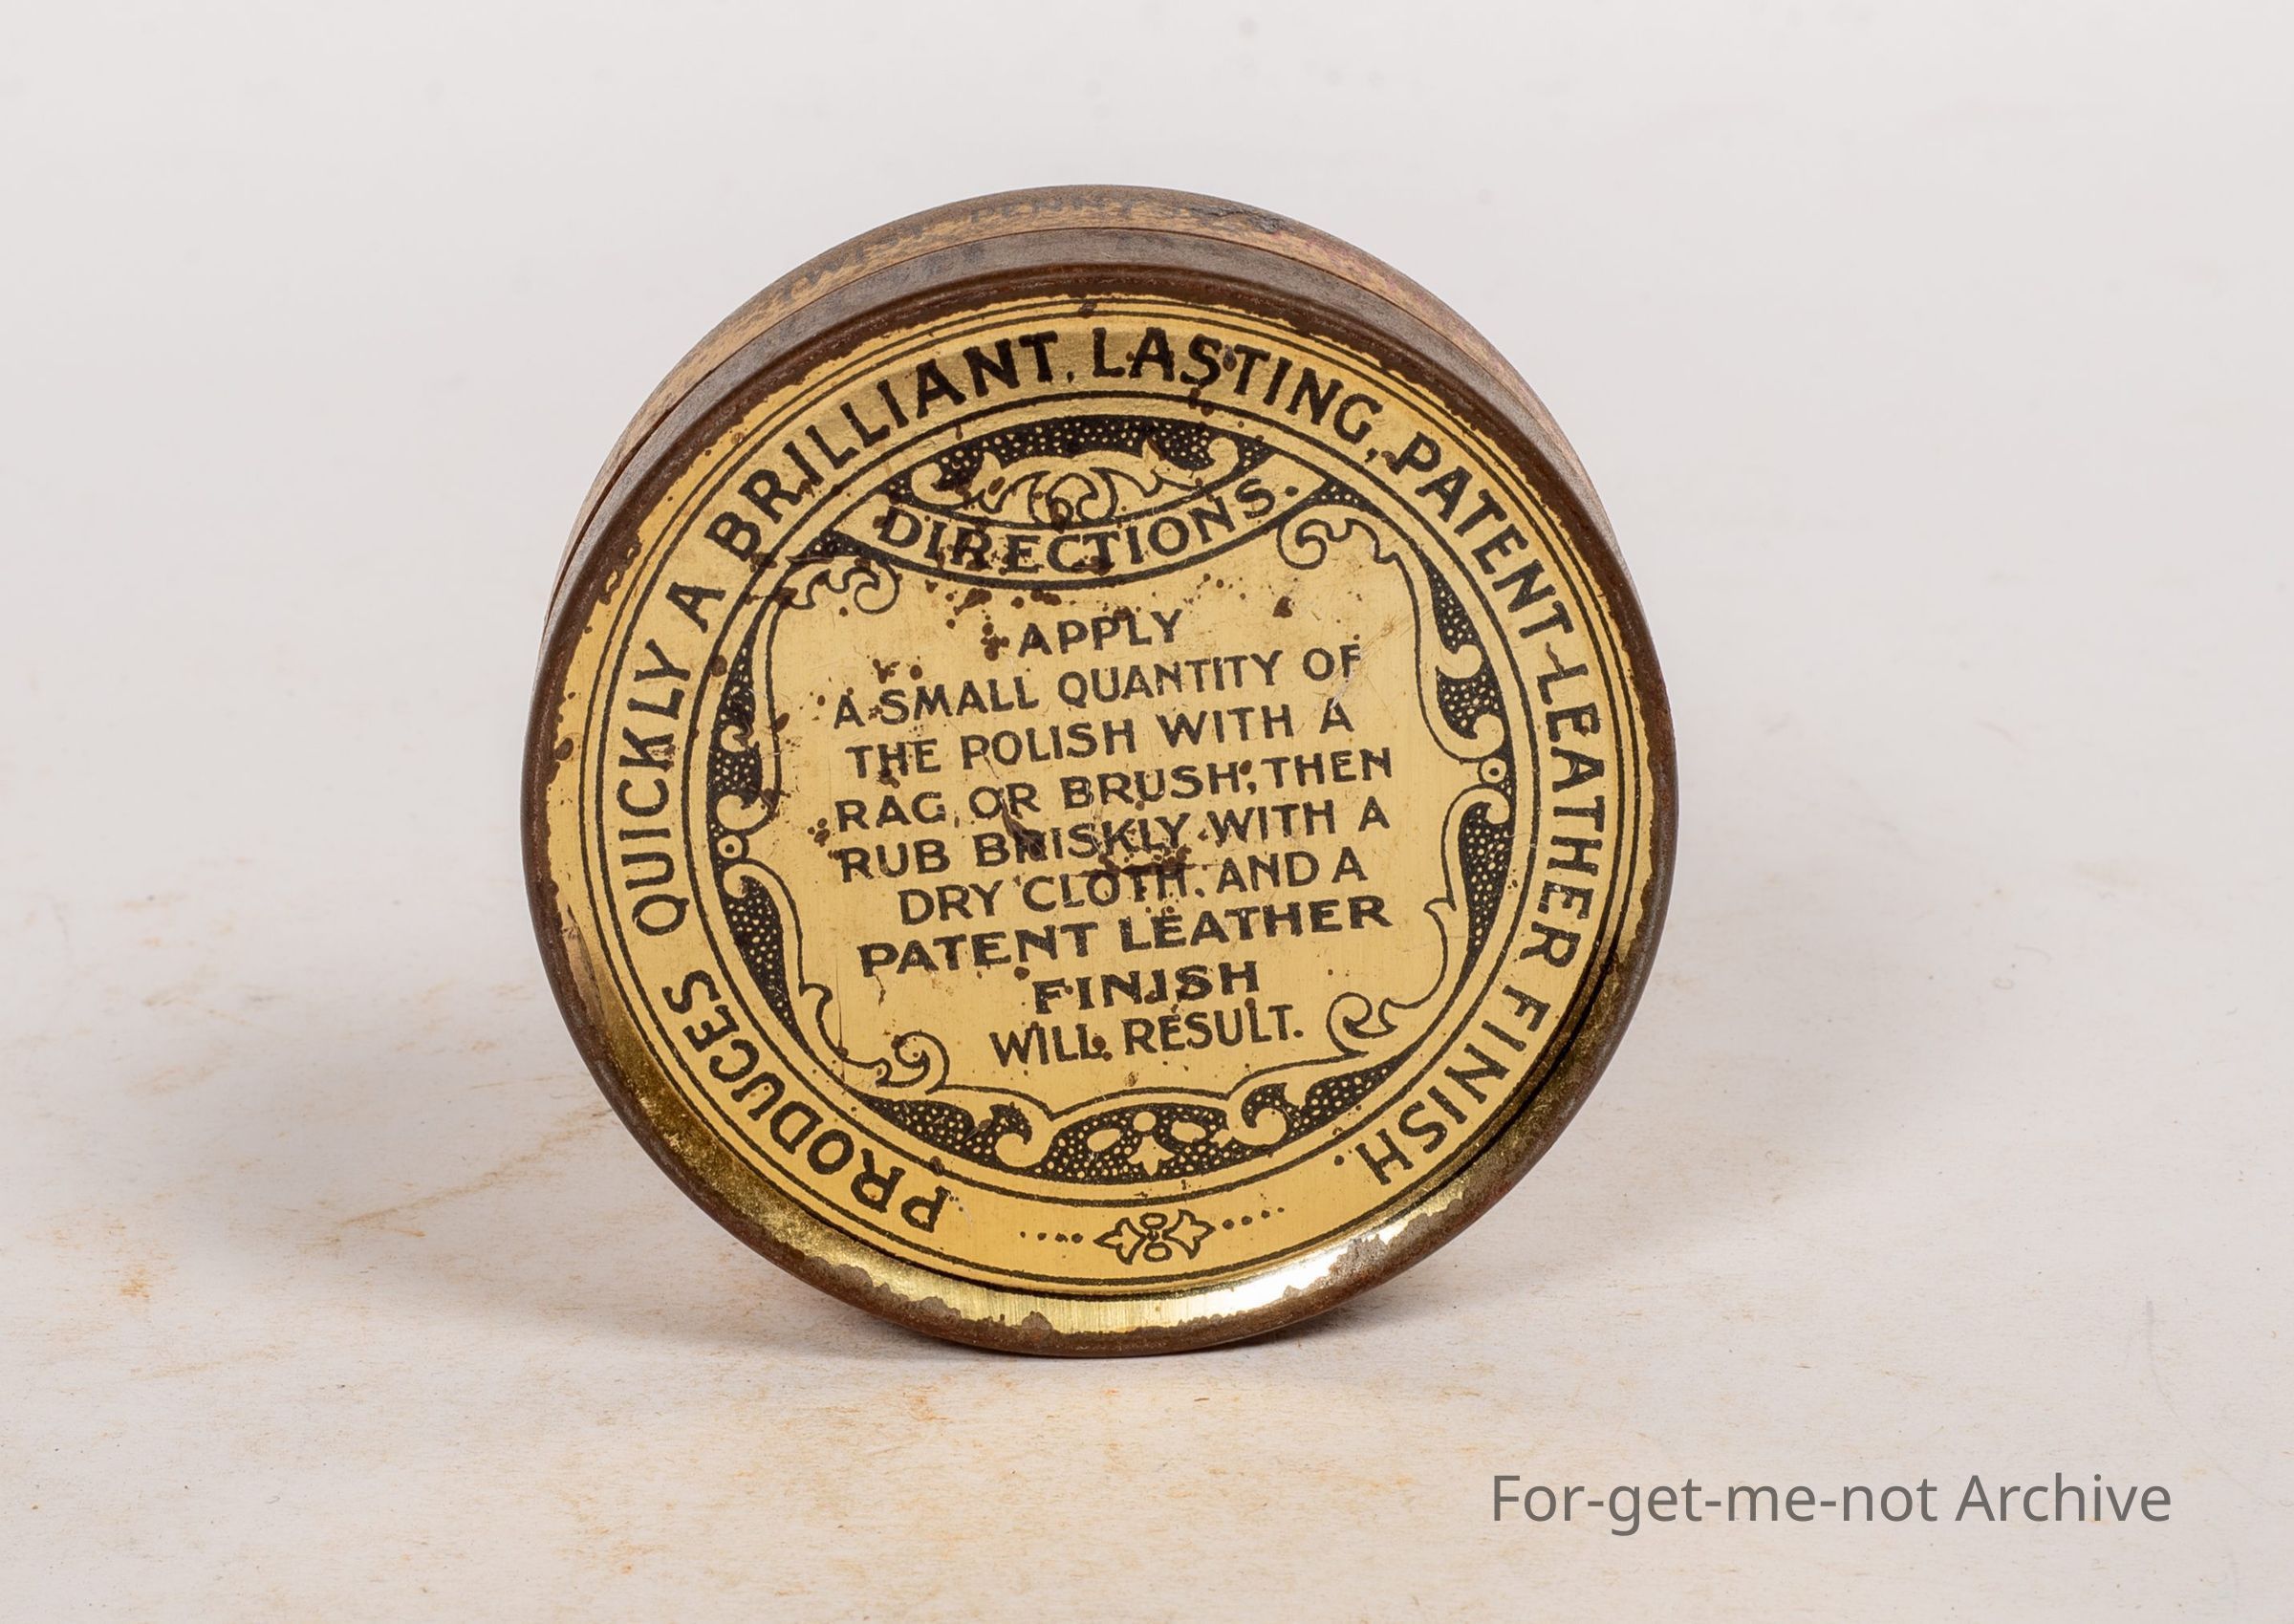 PRODUCES QUICKLY A BRILLIANT, LASTING, PATENT-LEATHER FINISH.
DIRECTIONS.
APPLY
A SMALL QUANTITY OF
THE POLISH WITH A
RAG OR BRUSH, THEN
RUB BRISKLY WITH A
DRY CLOTH, AND A
PATENT LEATHER
FINISH
WILL RESULT.
For-get-me-not Archive